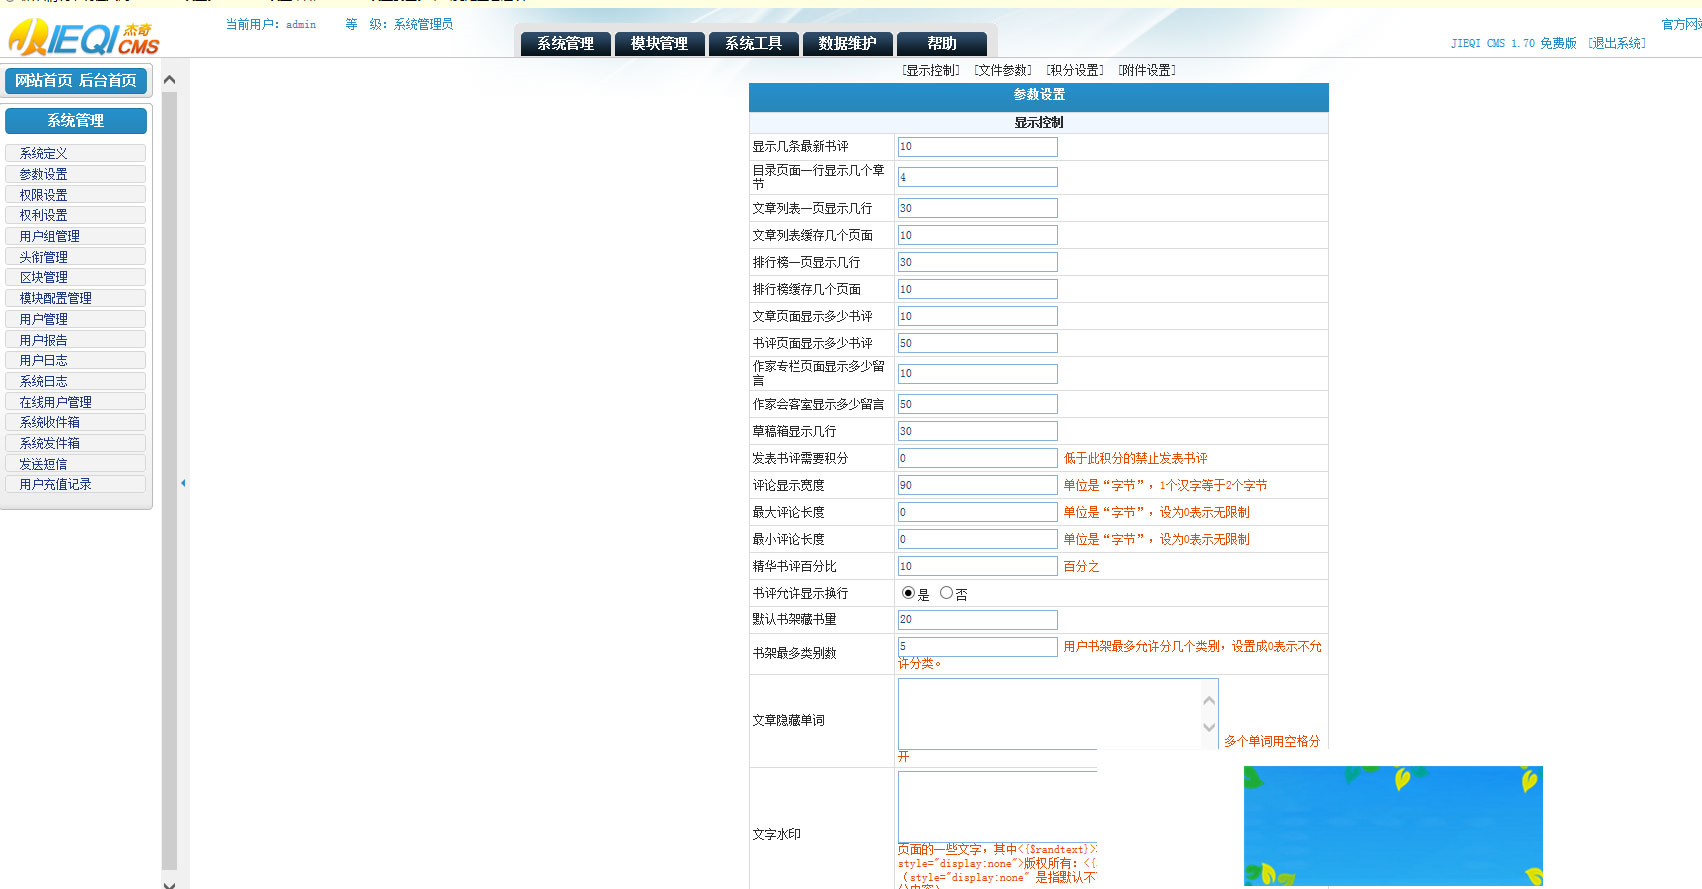 杰奇
JIEQI CMS
当前用户: admin 等 级: 系统管理员
系统管理 模块管理 系统工具 数据维护 帮助
官方网
JIEQI CMS 1.70 免费版 [退出系统]
网站首页 后台首页
系统管理
系统定义
参数设置
权限设置
权利设置
用户组管理
头衔管理
区块管理
模块配置管理
用户管理
用户报告
用户日志
系统日志
在线用户管理
系统收件箱
系统发件箱
发送短信
用户充值记录
[显示控制] [文件参数] [积分设置] [附件设置]
参数设置
显示控制
显示几条最新书评 10
目录页面一行显示几个章
节 4
文章列表一页显示几行 30
文章列表缓存几个页面 10
排行榜一页显示几行 30
排行榜缓存几个页面 10
文章页面显示多少书评 10
书评页面显示多少书评 50
作家专栏页面显示多少留
言 10
作家会客室显示多少留言 50
草稿箱显示几行 30
发表书评需要积分 0 低于此积分的禁止发表书评
评论显示宽度 90 单位是“字节”，1个汉字等于2个字节
最大评论长度 0 单位是“字节”，设为0表示无限制
最小评论长度 0 单位是“字节”，设为0表示无限制
精华书评百分比 10 百分之
书评允许显示换行 是 否
默认书架藏书量 20
书架最多类别数 5 用户书架最多允许分几个类别，设置成0表示不允
许分类。
文章隐藏单词 多个单词用空格分
开
文字水印
页面的一些文字，其中<{$randtext}>
style="display:none">版权所有：<{
（style="display:none" 是指默认不